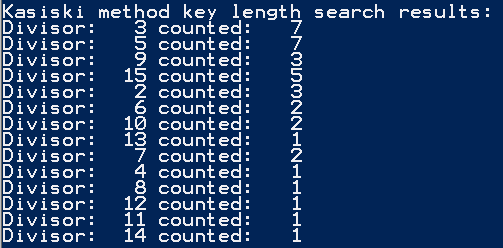 Kasiski method key length search results:
Divisor:   3 counted:   7
Divisor:   5 counted:   7
Divisor:   9 counted:   3
Divisor:  15 counted:   5
Divisor:   2 counted:   3
Divisor:   6 counted:   2
Divisor:  10 counted:   2
Divisor:  13 counted:   1
Divisor:   7 counted:   2
Divisor:   4 counted:   1
Divisor:   8 counted:   1
Divisor:  12 counted:   1
Divisor:  11 counted:   1
Divisor:  14 counted:   1